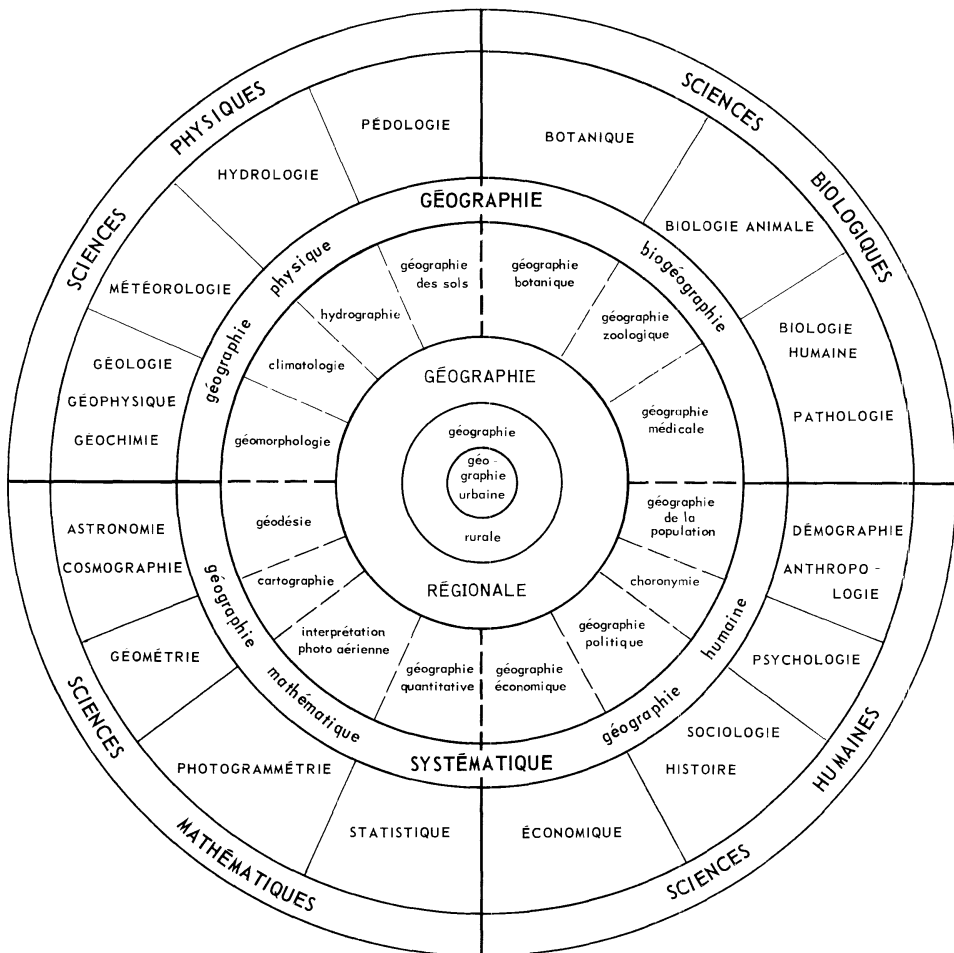 SCIENCES PHYSIQUES
SCIENCES BIOLOGIQUES
PÉDOLOGIE
HYDROLOGIE
MÉTÉOROLOGIE
GÉOLOGIE
GÉOPHYSIQUE
GÉOCHIMIE
BOTANIQUE
BIOLOGIE ANIMALE
BIOLOGIE
HUMAINE
PATHOLOGIE
GÉOGRAPHIE
géographie physique
biogéographie
géographie
des sols
hydrographie
climatologie
géomorphologie
géographie
botanique
géographie
zoologique
géographie
médicale
GÉOGRAPHIE
géographie
géo -
graphie
urbaine
rurale
RÉGIONALE
géodésie
cartographie
interprétation
photo aérienne
géographie
quantitative
géographie
de la
population
choronymie
géographie
politique
géographie
économique
géographie mathématique
géographie humaine
SYSTÉMATIQUE
ASTRONOMIE
COSMOGRAPHIE
GÉOMÉTRIE
PHOTOGRAMMÉTRIE
STATISTIQUE
DÉMOGRAPHIE
ANTHROPO -
LOGIE
PSYCHOLOGIE
SOCIOLOGIE
HISTOIRE
ÉCONOMIQUE
SCIENCES MATHÉMATIQUES
SCIENCES HUMAINES